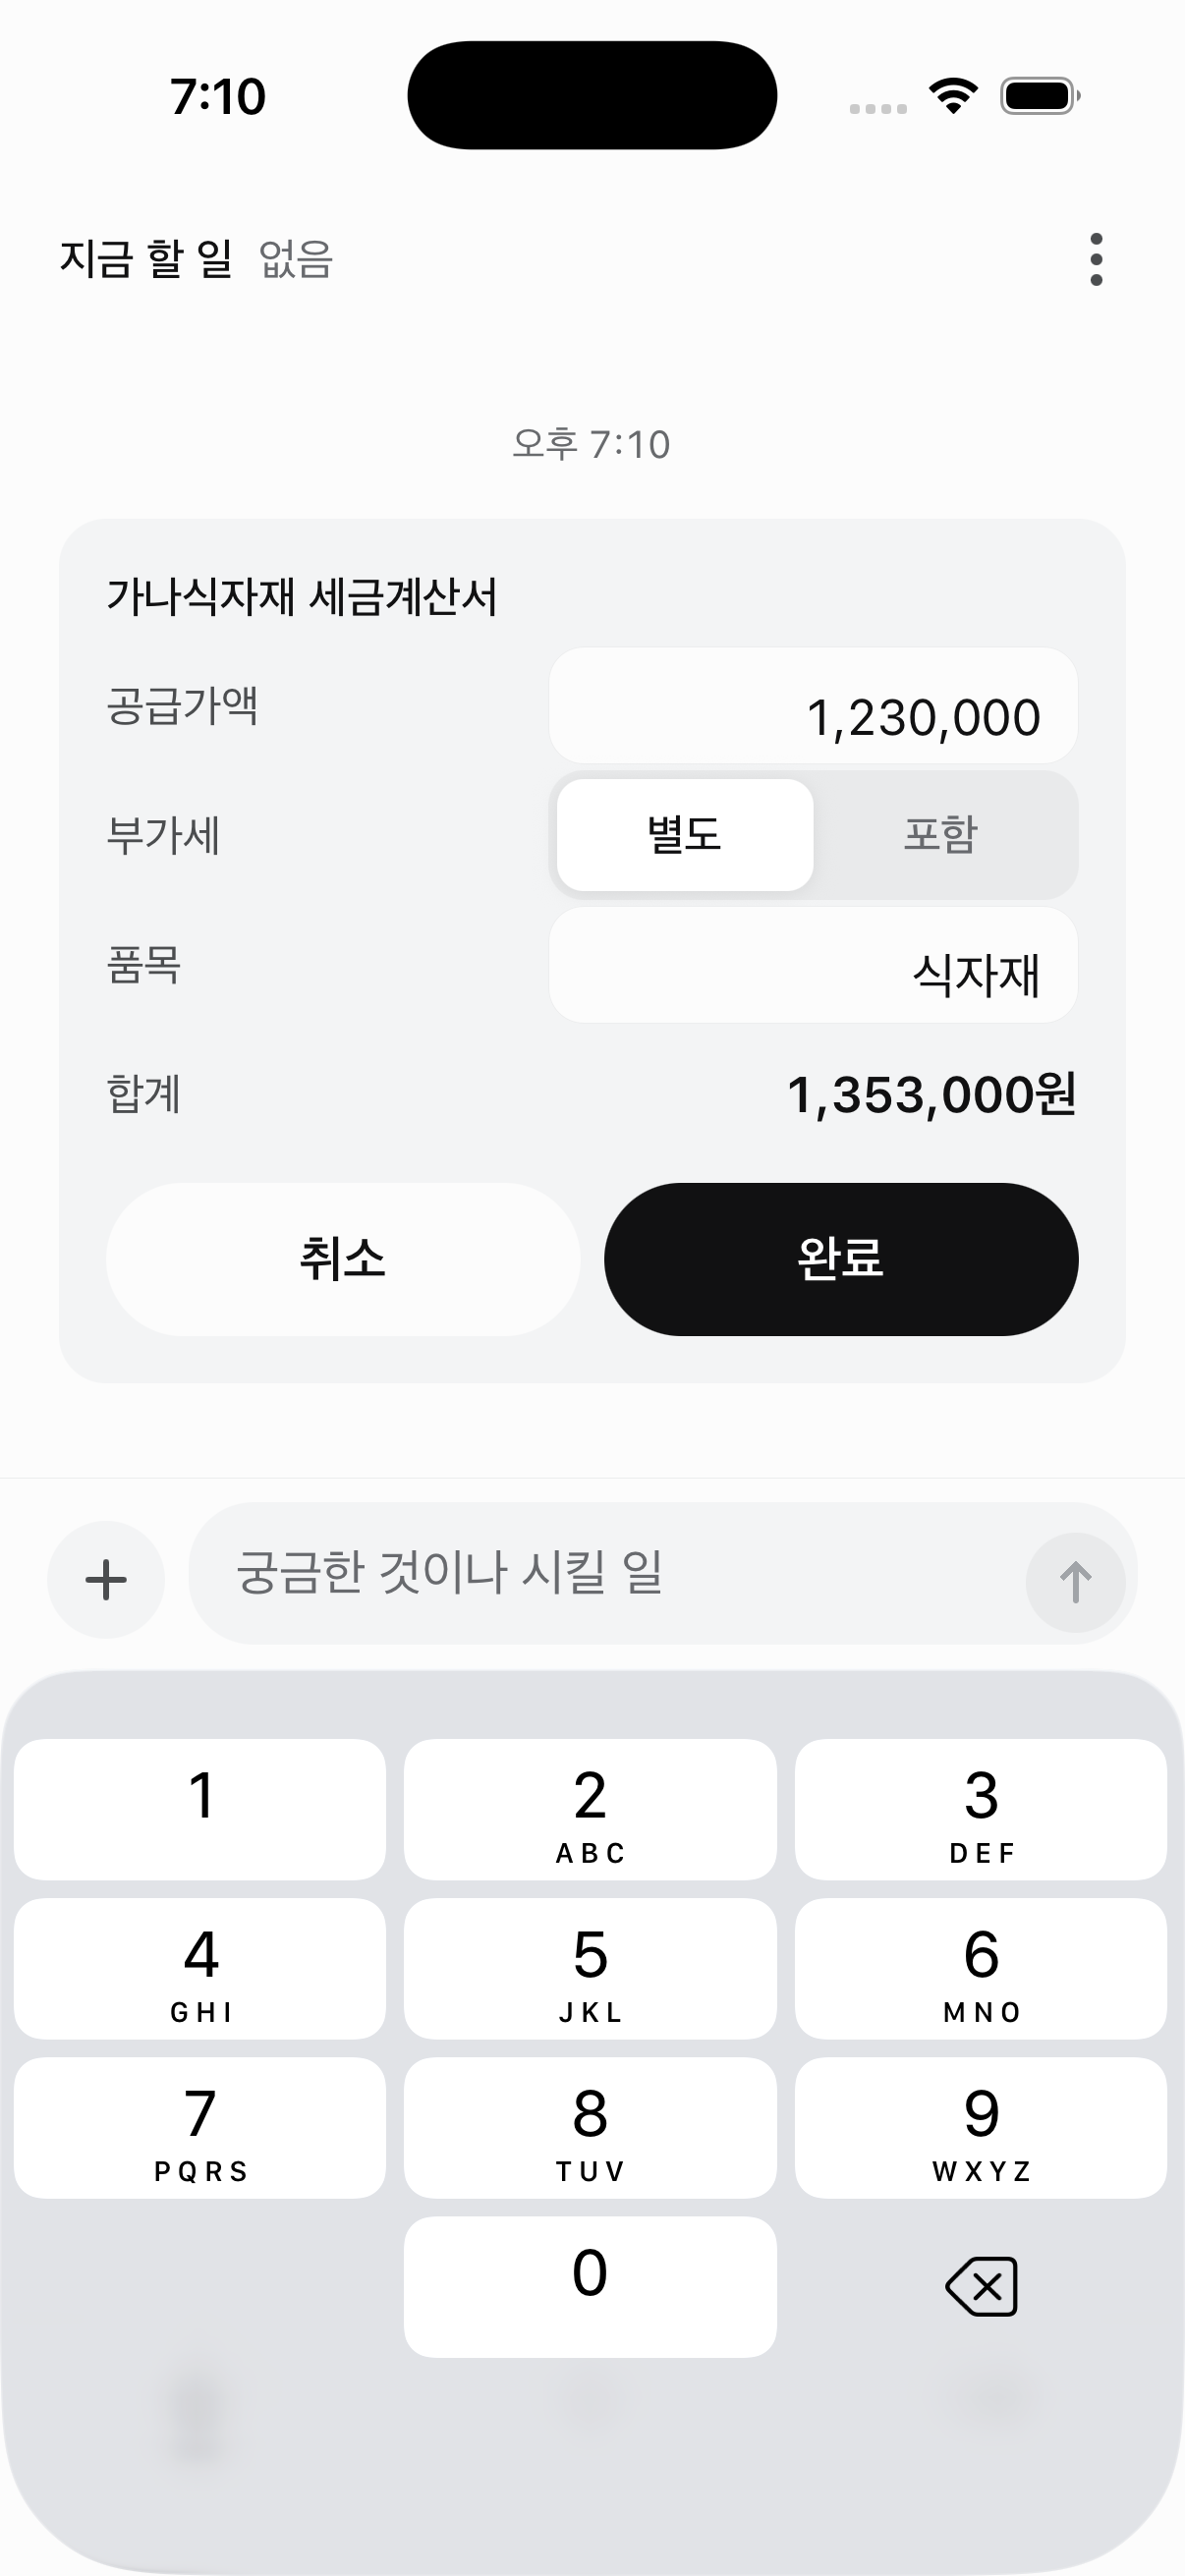 7:10
지금 할 일 없음
오후 7:10
가나식자재 세금계산서
공급가액 1,230,000
부가세 별도 포함
품목 식자재
합계 1,353,000원
취소 완료
궁금한 것이나 시킬 일
1 2 3
ABC DEF
4 5 6
GHI JKL MNO
7 8 9
PQRS TUV WXYZ
0